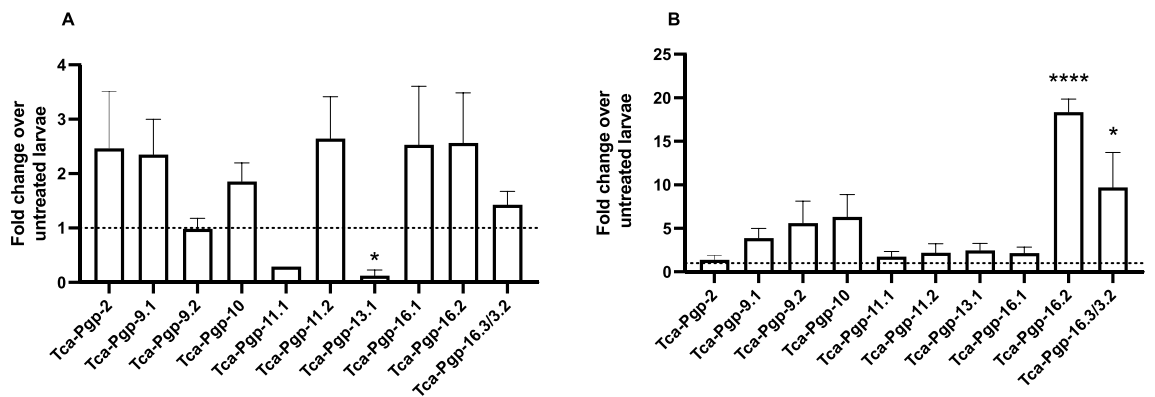 A
Fold change over
untreated larvae
4
3
2
1
0
*
Tca-Pgp-2
Tca-Pgp-9.1
Tca-Pgp-9.2
Tca-Pgp-10
Tca-Pgp-11.1
Tca-Pgp-11.2
Tca-Pgp-13.1
Tca-Pgp-16.1
Tca-Pgp-16.2
Tca-Pgp-16.3/3.2
B
Fold change over
untreated larvae
25
20
15
10
5
0
****
*
Tca-Pgp-2
Tca-Pgp-9.1
Tca-Pgp-9.2
Tca-Pgp-10
Tca-Pgp-11.1
Tca-Pgp-11.2
Tca-Pgp-13.1
Tca-Pgp-16.1
Tca-Pgp-16.2
Tca-Pgp-16.3/3.2